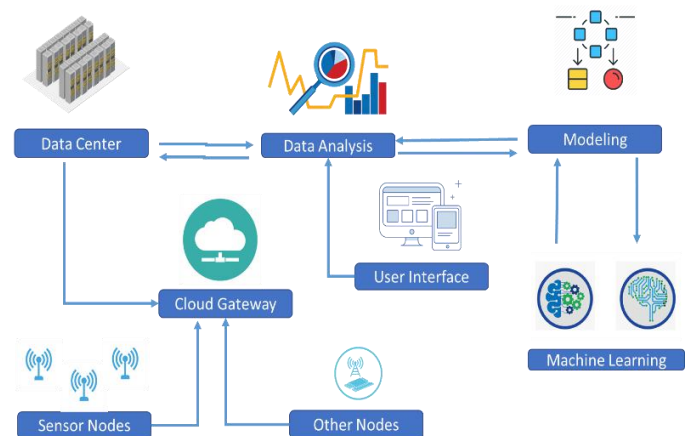 Data Center
Data Analysis
Modeling
User Interface
Cloud Gateway
Machine Learning
Sensor Nodes
Other Nodes